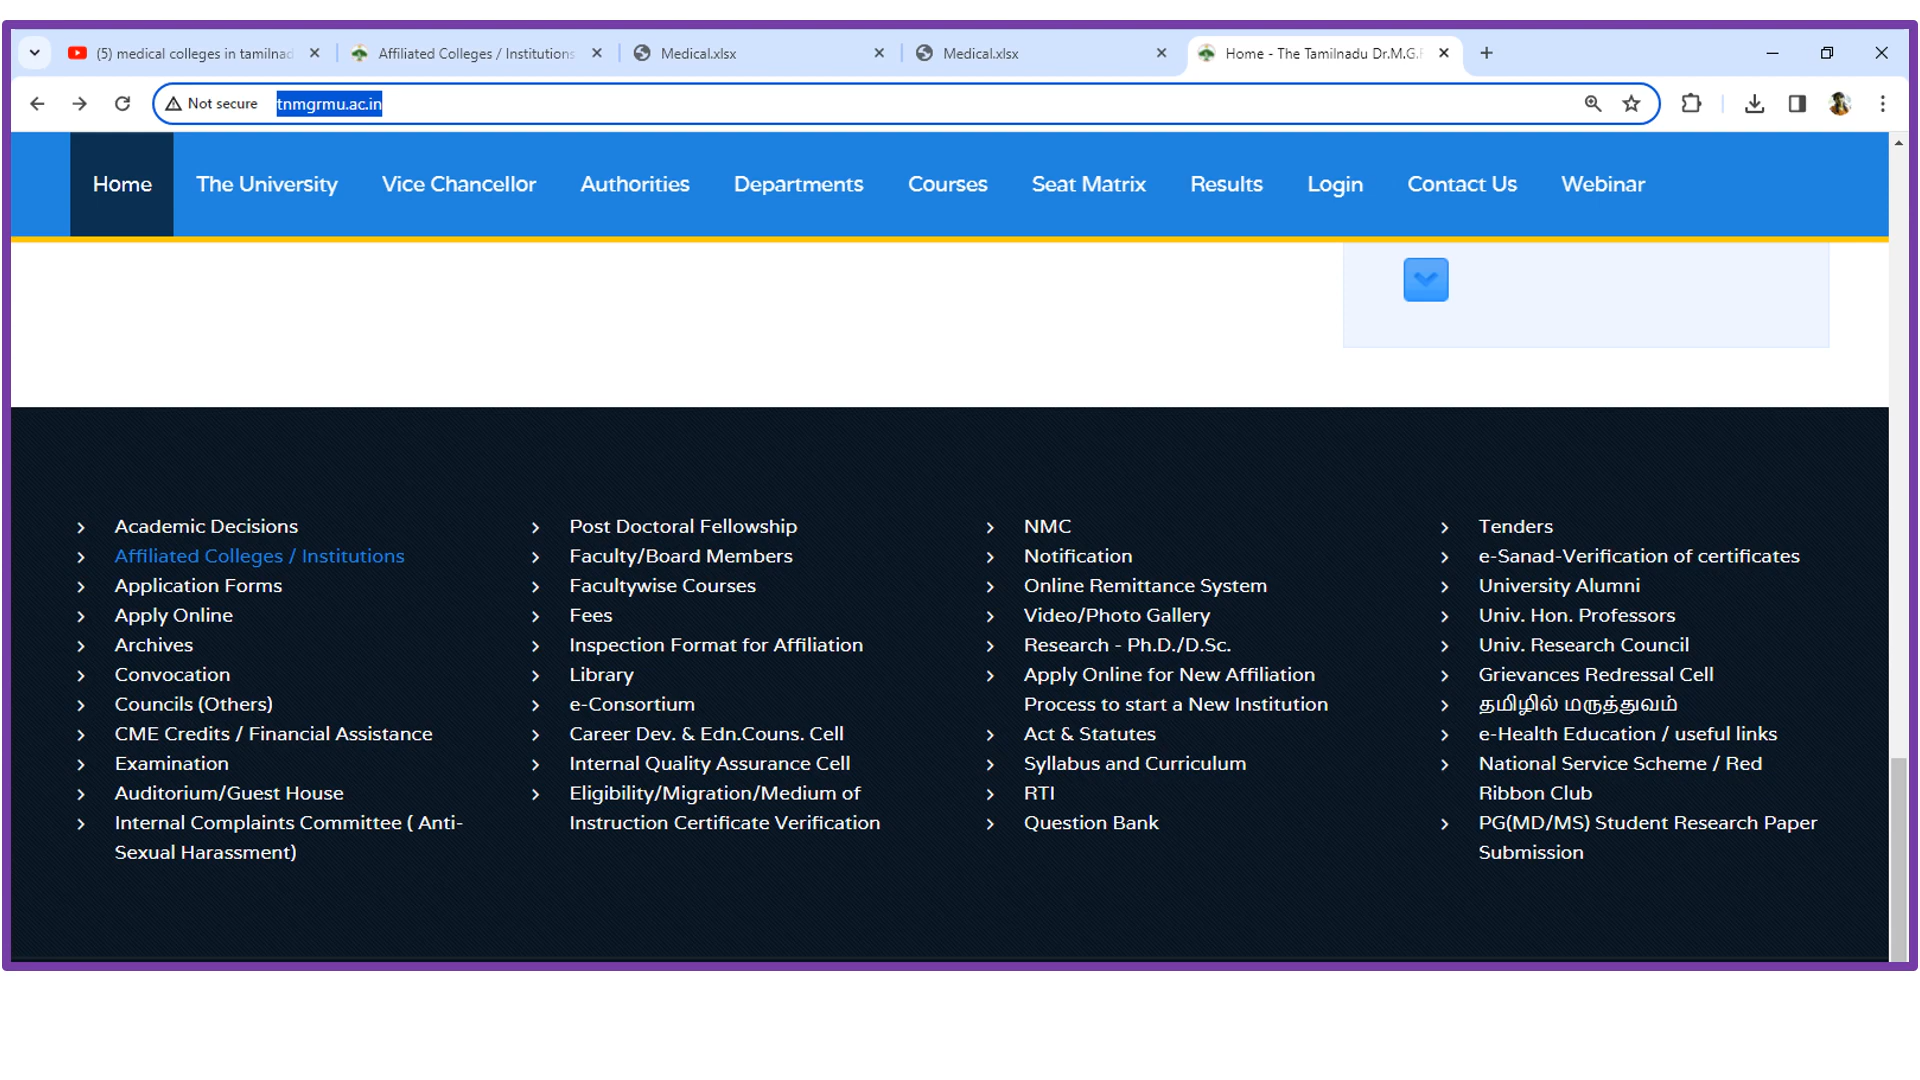 (5) medical colleges in tamilnad
Affiliated Colleges / Institutions
Medical.xlsx
Medical.xlsx
Home - The Tamilnadu Dr.M.G.R
Not secure
tnmgrmu.ac.in
Home
The University
Vice Chancellor
Authorities
Departments
Courses
Seat Matrix
Results
Login
Contact Us
Webinar
Academic Decisions
Affiliated Colleges / Institutions
Application Forms
Apply Online
Archives
Convocation
Councils (Others)
CME Credits / Financial Assistance
Examination
Auditorium/Guest House
Internal Complaints Committee ( Anti-
Sexual Harassment)
Post Doctoral Fellowship
Faculty/Board Members
Facultywise Courses
Fees
Inspection Format for Affiliation
Library
e-Consortium
Career Dev. & Edn.Couns. Cell
Internal Quality Assurance Cell
Eligibility/Migration/Medium of
Instruction Certificate Verification
NMC
Notification
Online Remittance System
Video/Photo Gallery
Research - Ph.D./D.Sc.
Apply Online for New Affiliation
Process to start a New Institution
Act & Statutes
Syllabus and Curriculum
RTI
Question Bank
Tenders
e-Sanad-Verification of certificates
University Alumni
Univ. Hon. Professors
Univ. Research Council
Grievances Redressal Cell
தமிழில் மருத்துவம்
e-Health Education / useful links
National Service Scheme / Red
Ribbon Club
PG(MD/MS) Student Research Paper
Submission